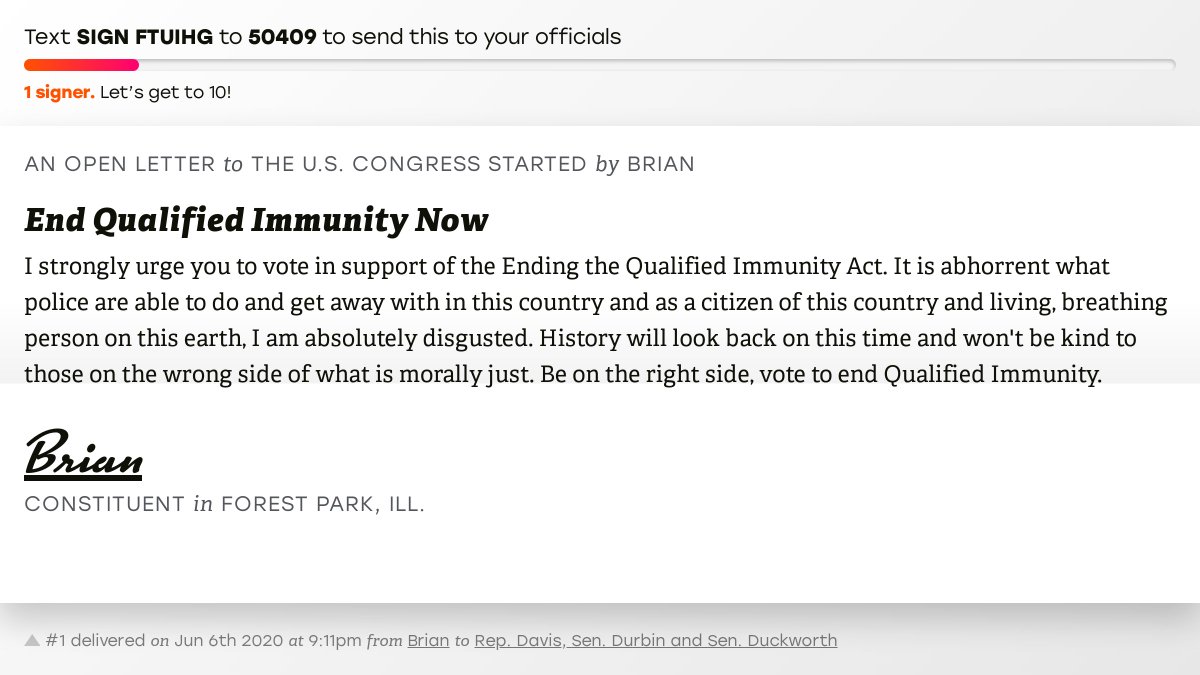 Text SIGN FTUIHG to 50409 to send this to your officials
1 signer. Let’s get to 10!
AN OPEN LETTER to THE U.S. CONGRESS STARTED by BRIAN
End Qualified Immunity Now
I strongly urge you to vote in support of the Ending the Qualified Immunity Act. It is abhorrent what
police are able to do and get away with in this country and as a citizen of this country and living, breathing
person on this earth, I am absolutely disgusted. History will look back on this time and won't be kind to
those on the wrong side of what is morally just. Be on the right side, vote to end Qualified Immunity.
Brian
CONSTITUENT in FOREST PARK, ILL.
#1 delivered on Jun 6th 2020 at 9:11pm from Brian to Rep. Davis, Sen. Durbin and Sen. Duckworth